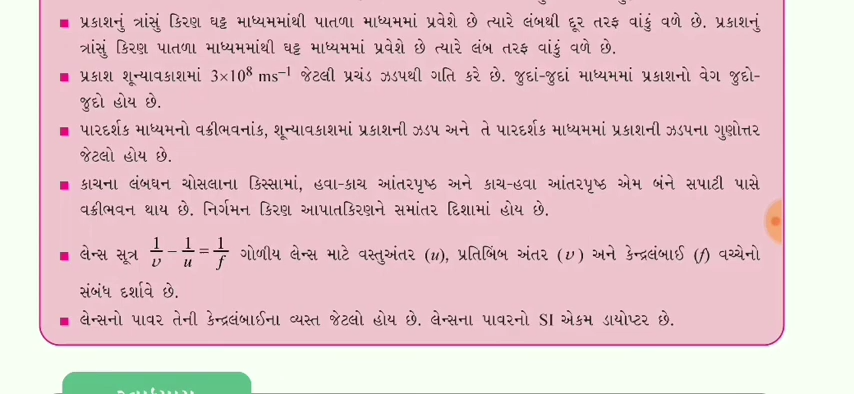 પ્રકાશનું ત્રાંસું કિરણ ઘટ્ટ માધ્યમમાંથી પાતળા માધ્યમમાં પ્રવેશે છે ત્યારે લંબથી દૂર તરફ વાંકું વળે છે. પ્રકાશનું
ત્રાંસું કિરણ પાતળા માધ્યમમાંથી ઘટ્ટ માધ્યમમાં પ્રવેશે છે ત્યારે લંબ તરફ વાંકું વળે છે.
પ્રકાશ શૂન્યાવકાશમાં 3×10⁸ ms⁻¹ જેટલી પ્રચંડ ઝડપથી ગતિ કરે છે. જુદાં-જુદાં માધ્યમમાં પ્રકાશનો વેગ જુદો-
જુદો હોય છે.
પારદર્શક માધ્યમનો વક્રીભવનાંક, શૂન્યાવકાશમાં પ્રકાશની ઝડપ અને તે પારદર્શક માધ્યમમાં પ્રકાશની ઝડપના ગુણોત્તર
જેટલો હોય છે.
કાચના લંબઘન ચોસલાના કિસ્સામાં, હવા-કાચ આંતરપૃષ્ઠ અને કાચ-હવા આંતરપૃષ્ઠ એમ બંને સપાટી પાસે
વક્રીભવન થાય છે. નિર્ગમન કિરણ આપાતકિરણને સમાંતર દિશામાં હોય છે.
લેન્સ સૂત્ર 1/v − 1/u = 1/f ગોળીય લેન્સ માટે વસ્તુઅંતર (u), પ્રતિબિંબ અંતર (v) અને કેન્દ્રલંબાઈ (f) વચ્ચેનો
સંબંધ દર્શાવે છે.
લેન્સનો પાવર તેની કેન્દ્રલંબાઈના વ્યસ્ત જેટલો હોય છે. લેન્સના પાવરનો SI એકમ ડાયોપ્ટર છે.